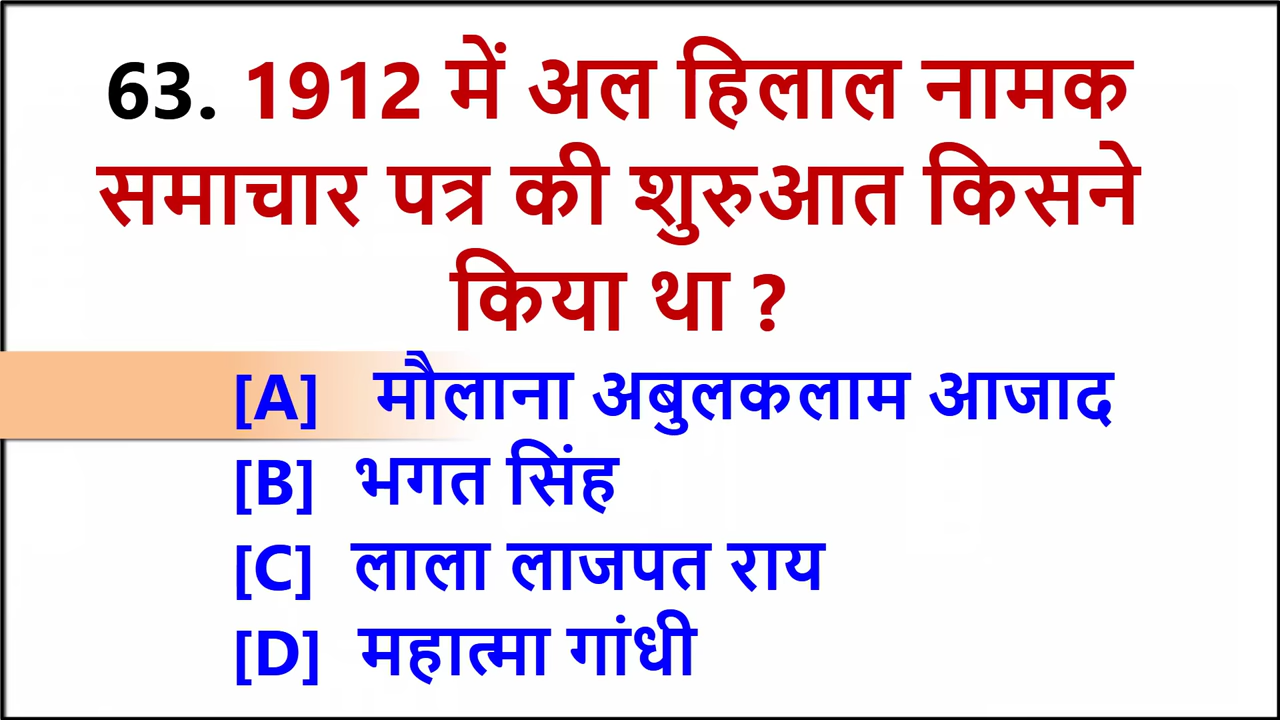 63. 1912 में अल हिलाल नामक
समाचार पत्र की शुरुआत किसने
किया था ?
[A] मौलाना अबुलकलाम आजाद
[B] भगत सिंह
[C] लाला लाजपत राय
[D] महात्मा गांधी